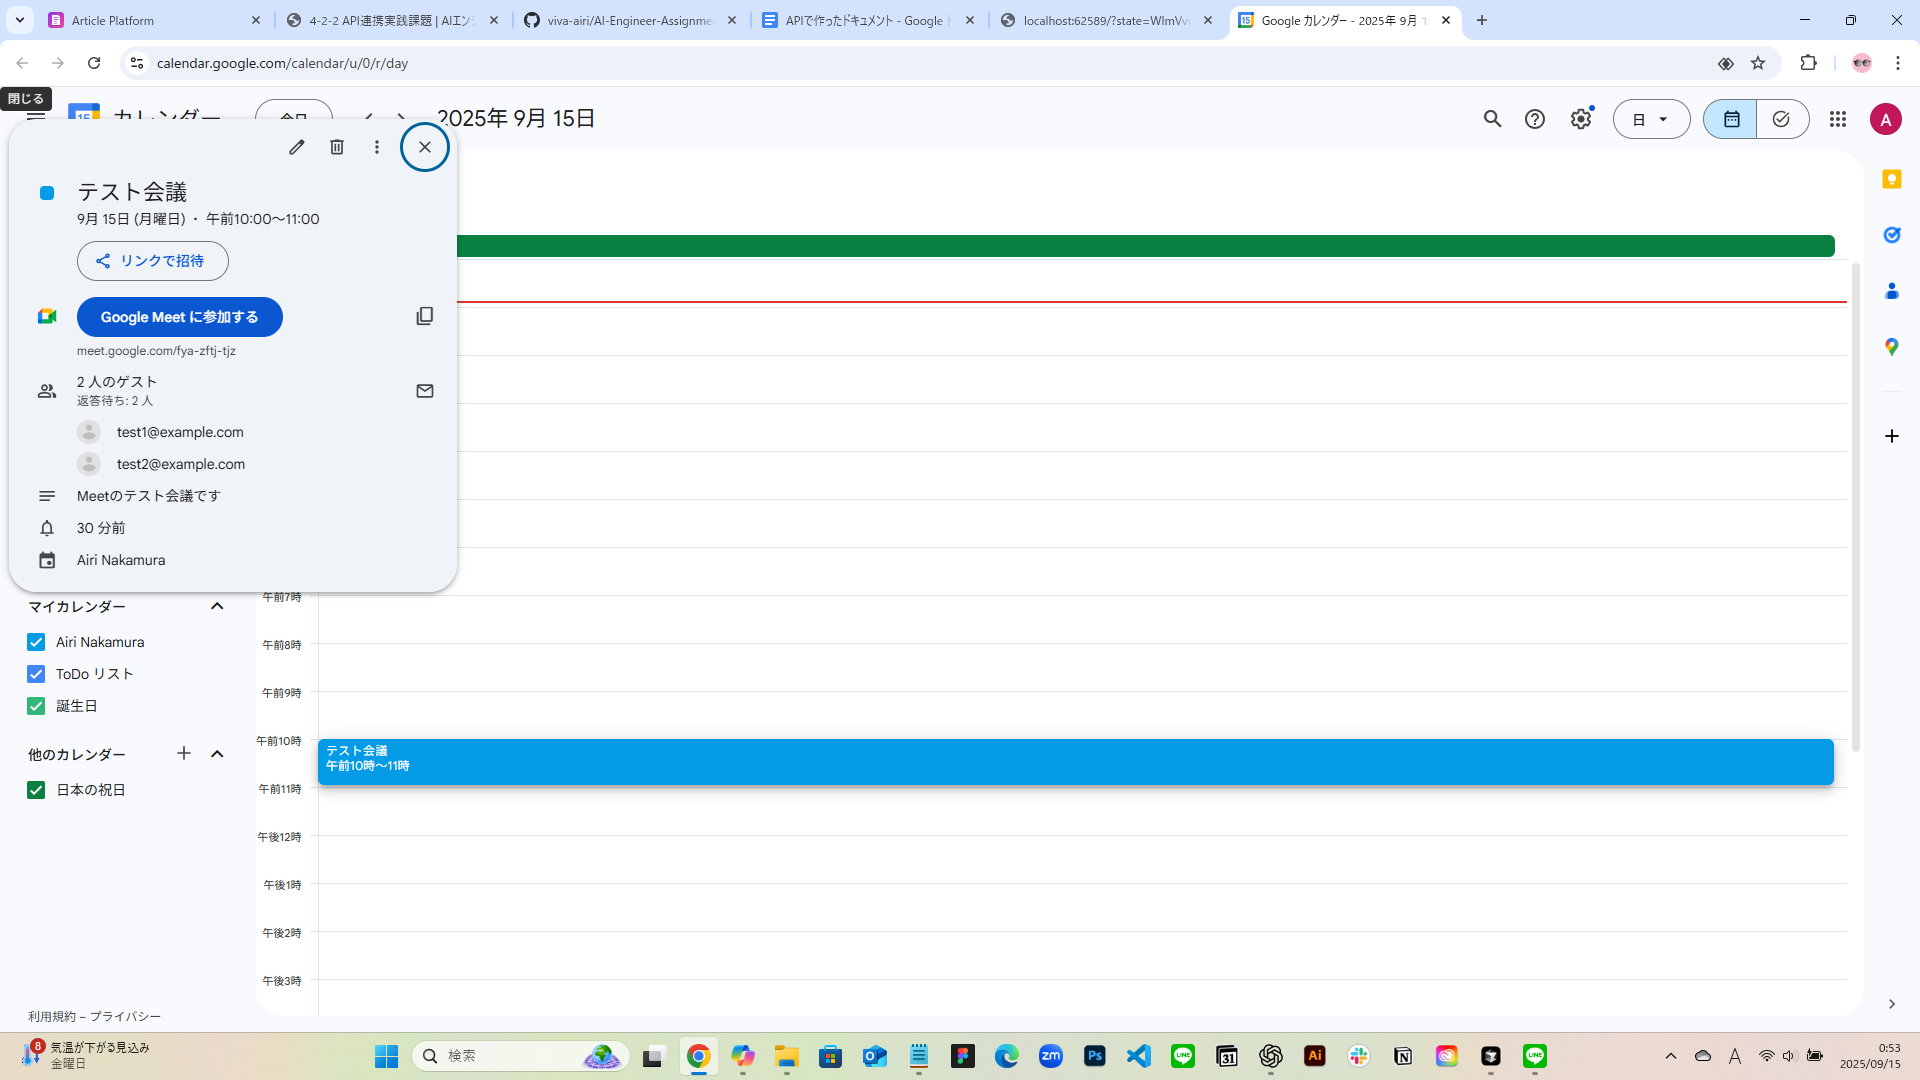 Article Platform
4-2-2 API連携実践課題 | AIエン
viva-airi/AI-Engineer-Assignme
APIで作ったドキュメント - Google
localhost:62589/?state=WlmVv
Google カレンダー - 2025年 9月 1
calendar.google.com/calendar/u/0/r/day
閉じる
2025年 9月 15日
日
A
テスト会議
9月 15日 (月曜日) ・ 午前10:00～11:00
リンクで招待
Google Meet に参加する
meet.google.com/fya-zftj-tjz
2 人のゲスト
返答待ち: 2 人
test1@example.com
test2@example.com
Meetのテスト会議です
30 分前
Airi Nakamura
マイカレンダー
Airi Nakamura
ToDo リスト
誕生日
他のカレンダー
日本の祝日
利用規約 – プライバシー
午前7時
午前8時
午前9時
午前10時
テスト会議
午前10時～11時
午前11時
午後12時
午後1時
午後2時
午後3時
8
気温が下がる見込み
金曜日
検索
zm
Ps
LINE
31
Ai
LINE
A
0:53
2025/09/15